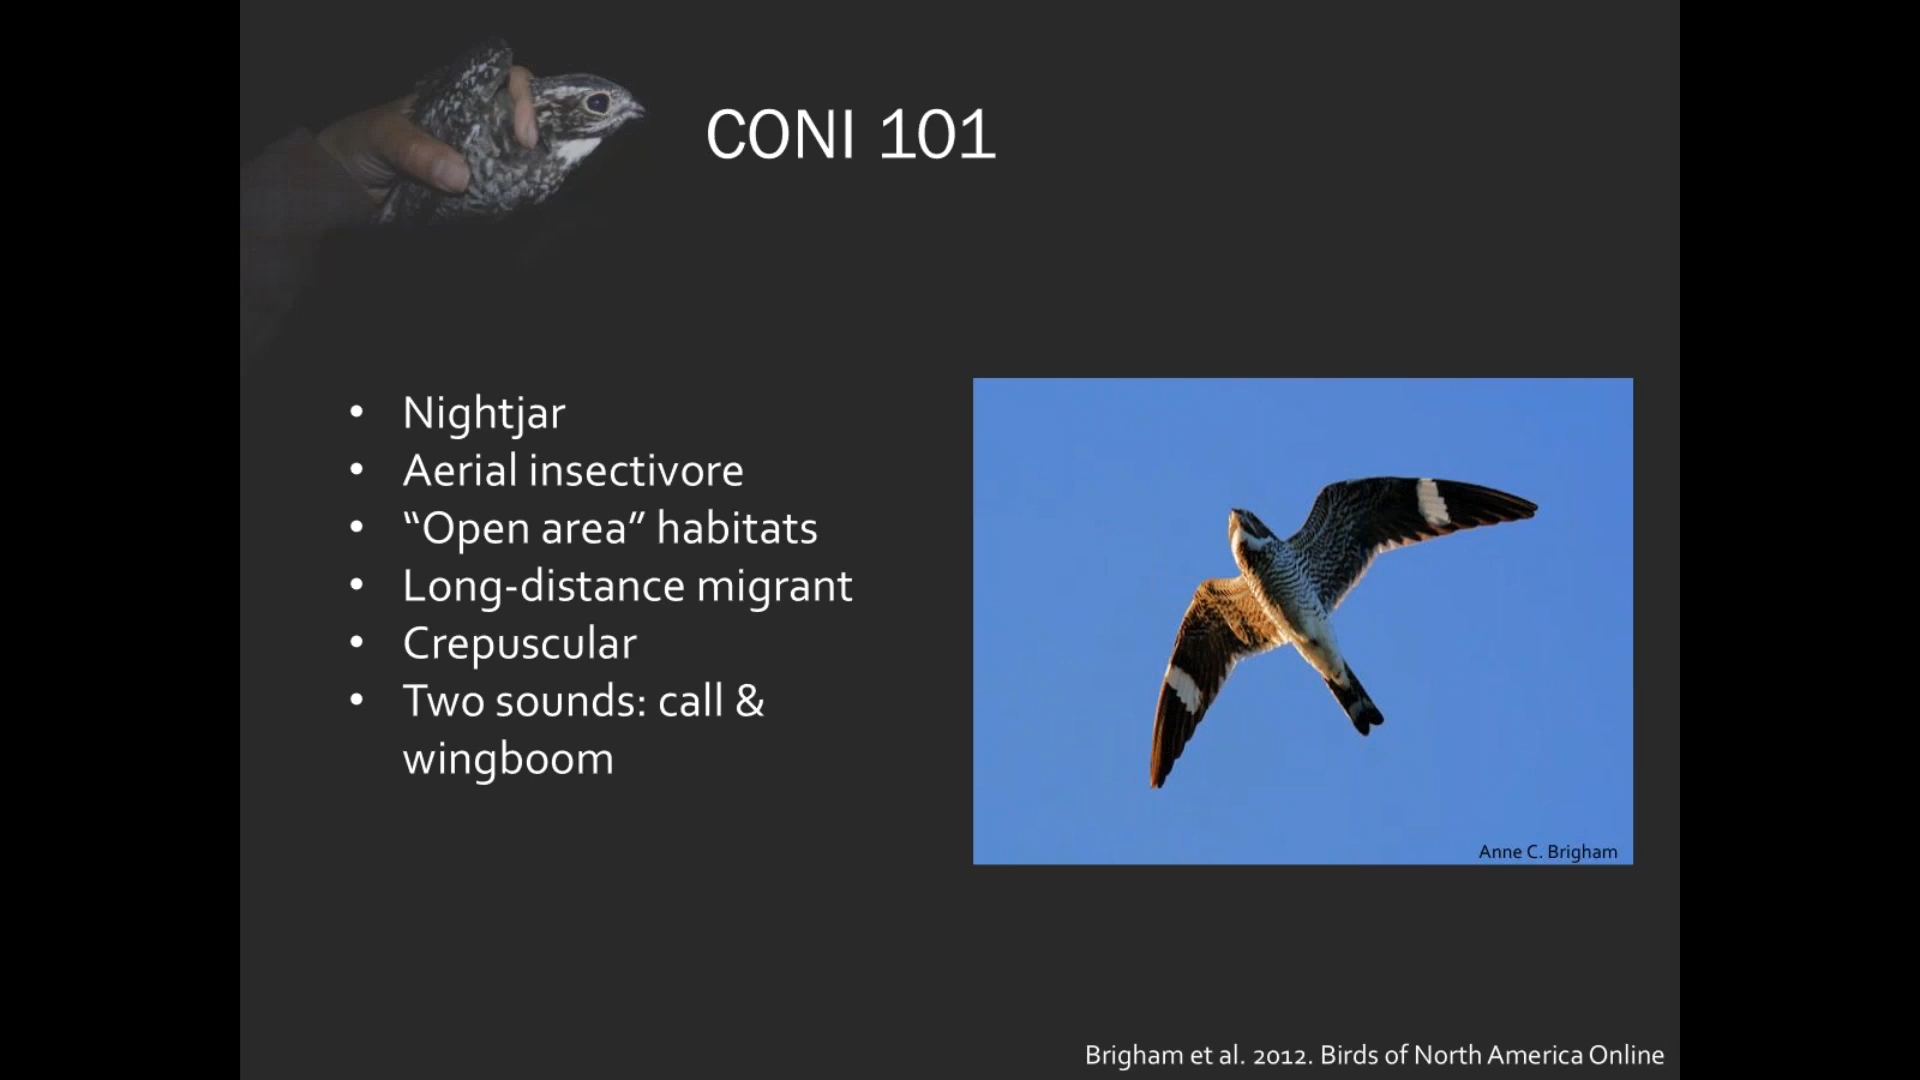 CONI 101
• Nightjar
• Aerial insectivore
• “Open area” habitats
• Long-distance migrant
• Crepuscular
• Two sounds: call &
wingboom
Anne C. Brigham
Brigham et al. 2012. Birds of North America Online